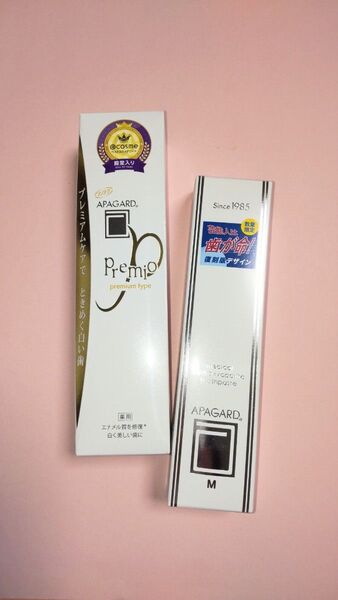 @cosme
殿堂入り
プレミアムケアで ときめく白い歯
APAGARD®
premio
premium type
薬用
エナメル質を修復*
白く美しい歯に
Since 1985
数量
限定
芸能人は
歯が命!
復刻版デザイン
APAGARD®
M